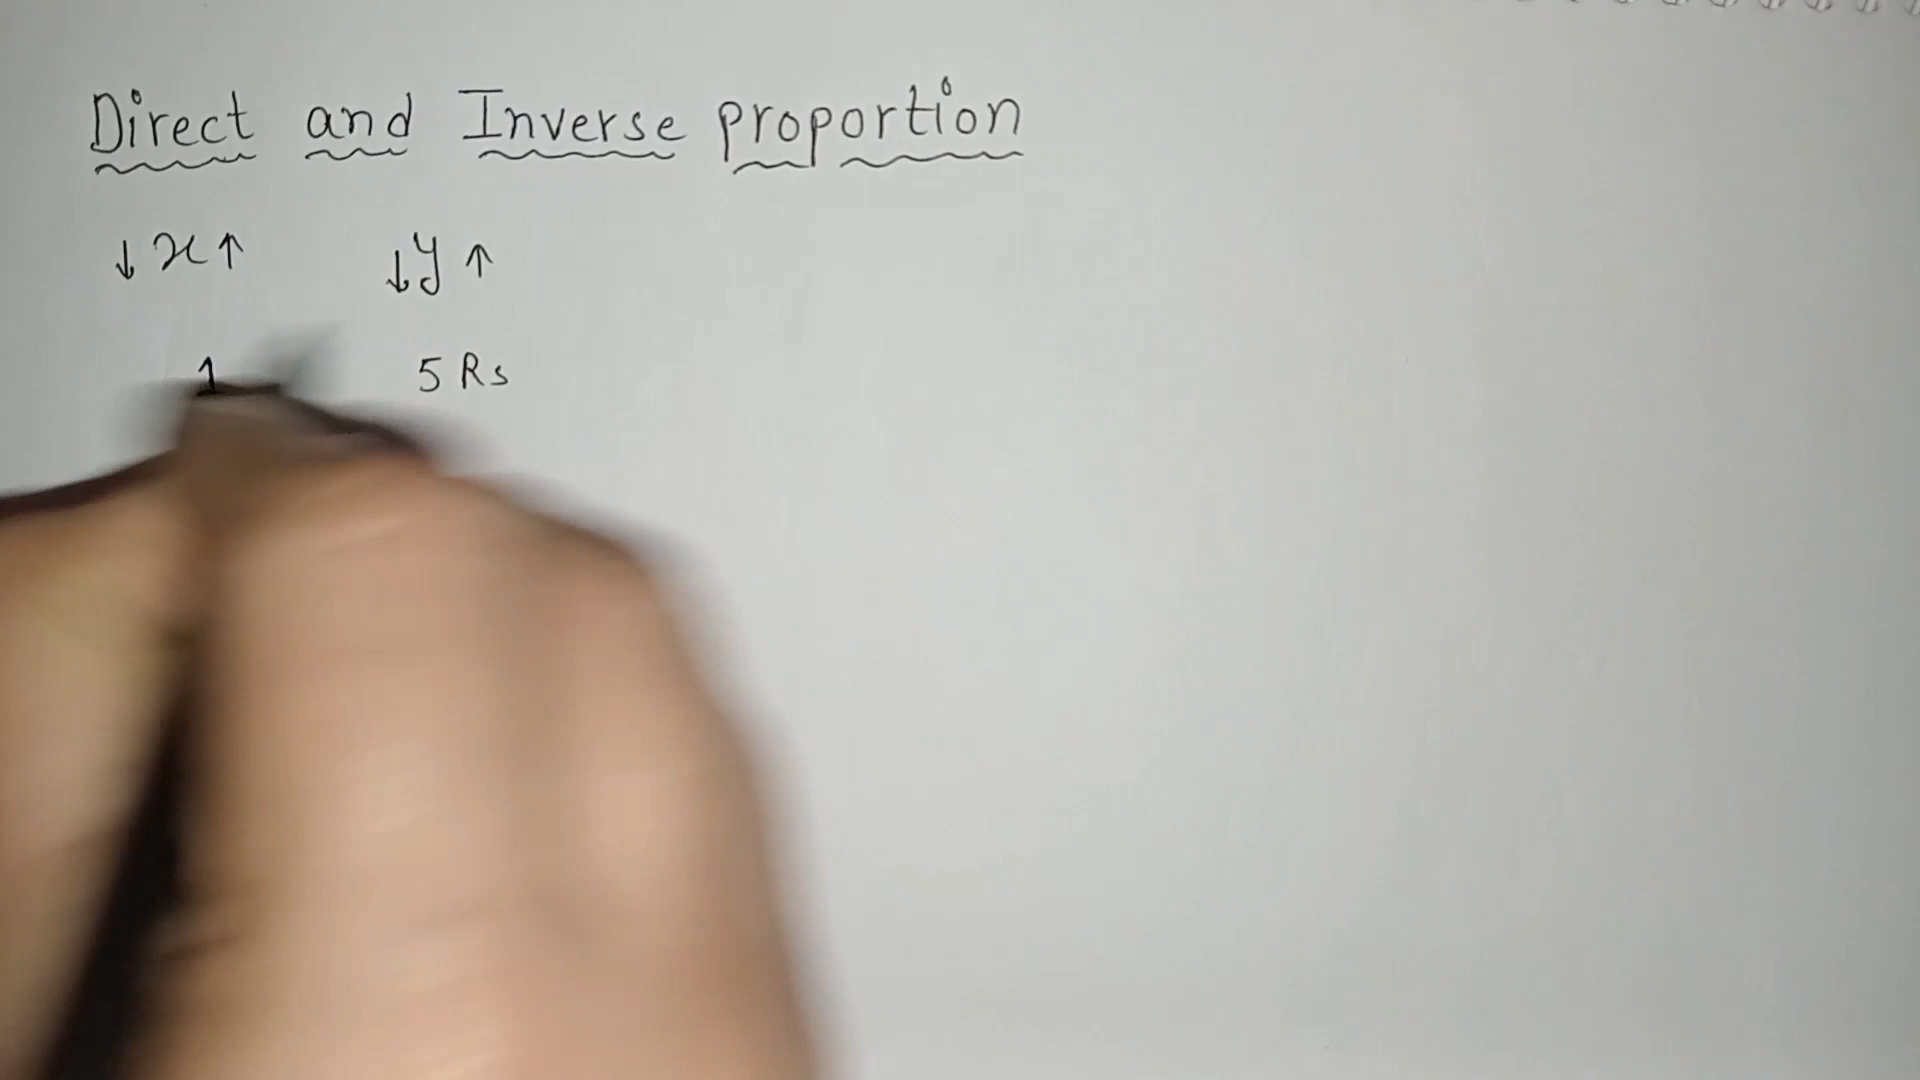 Direct and Inverse proportion
↓ x ↑ ↓ y ↑
1 5 Rs